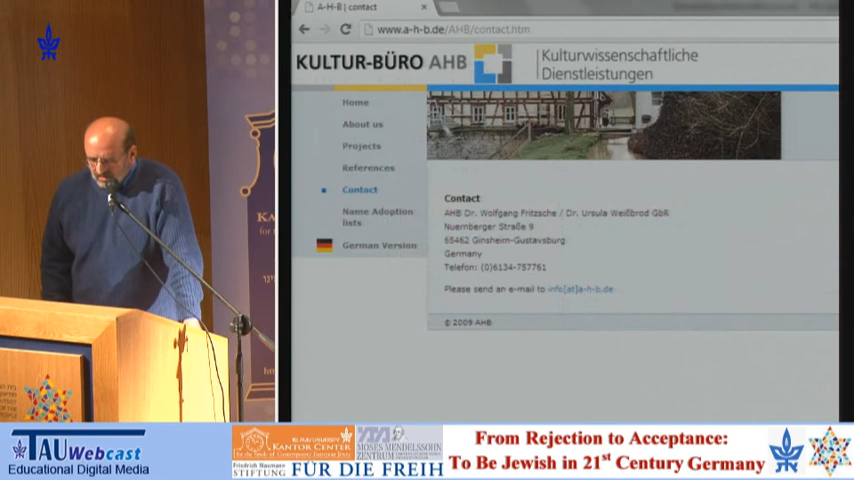 A-H-B | contact
www.a-h-b.de/AHB/contact.htm
KULTUR-BÜRO AHB
Kulturwissenschaftliche
Dienstleistungen
Home
About us
Projects
References
Contact
Name Adoption
lists
German Version
Contact
AHB Dr. Wolfgang Fritzsche / Dr. Ursula Weißbrod GbR
Nuernberger Straße 9
65462 Ginsheim-Gustavsburg
Germany
Telefon: (0)6134-757761
Please send an e-mail to info[at]a-h-b.de
© 2009 AHB
TAU Webcast
Educational Digital Media
KANTOR CENTER
Friedrich Naumann
STIFTUNG FÜR DIE FREIH
MOSES MENDELSSOHN
ZENTRUM
From Rejection to Acceptance:
To Be Jewish in 21st Century Germany